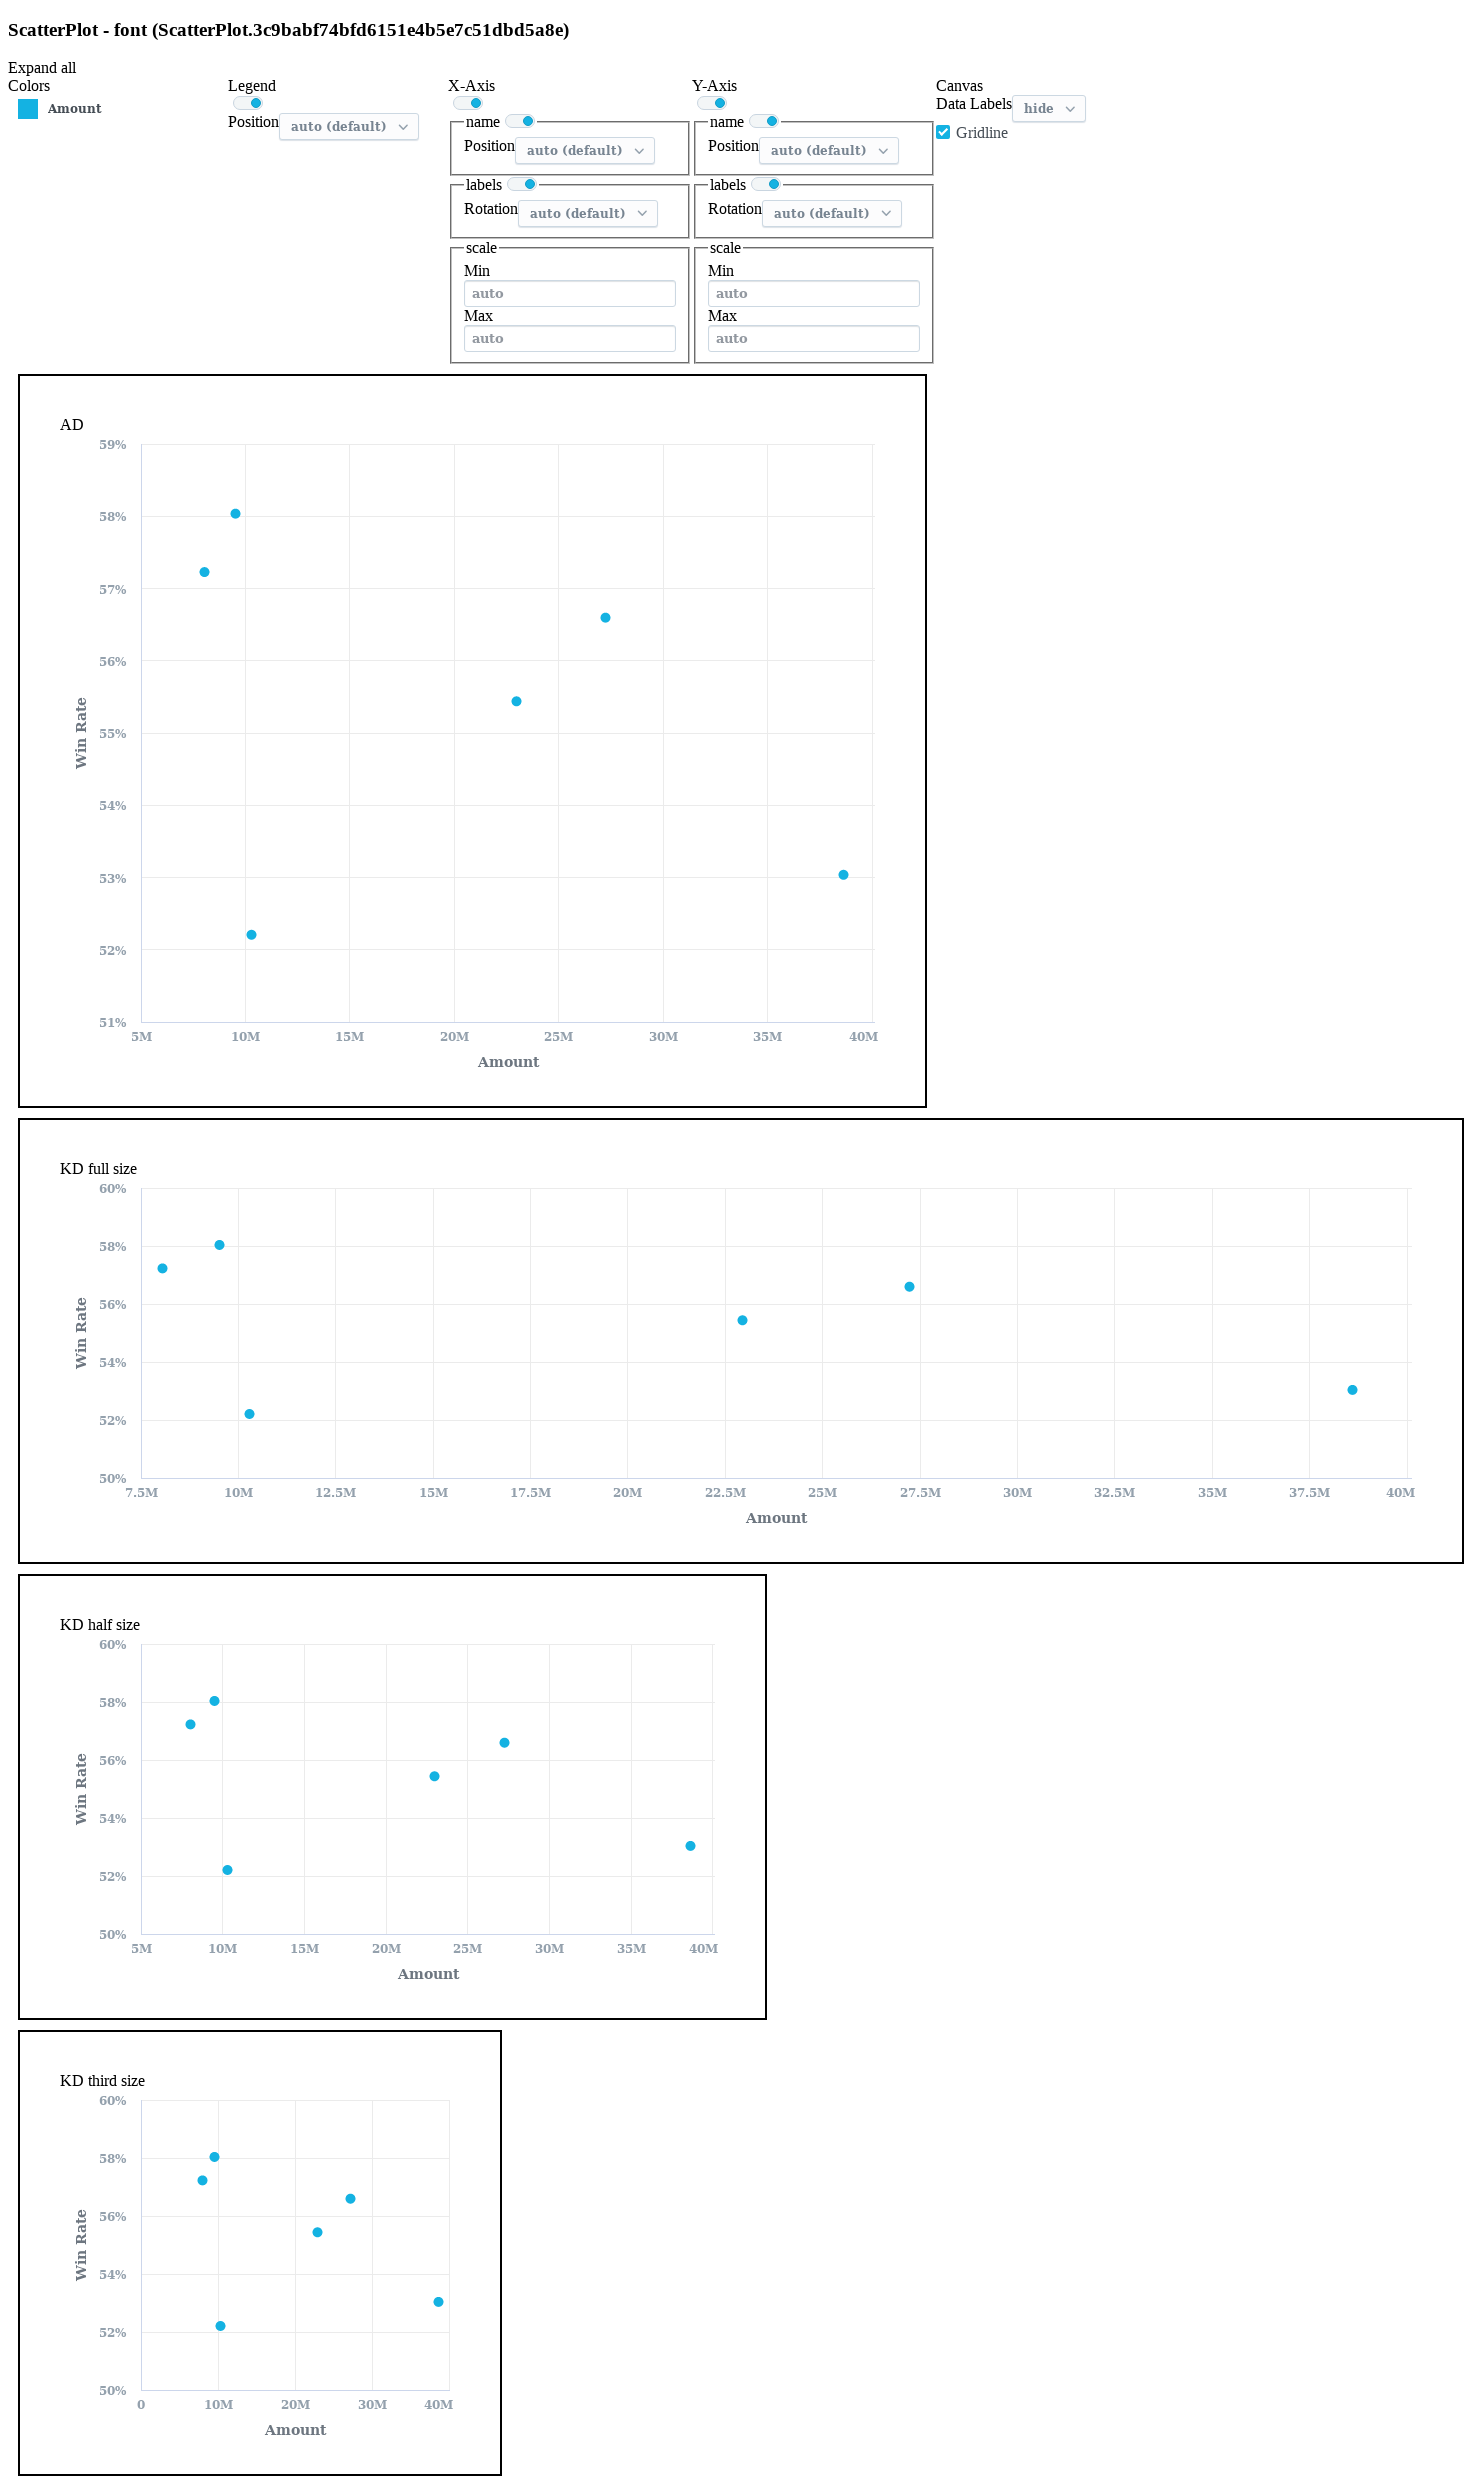 ScatterPlot - font (ScatterPlot.3c9babf74bfd6151e4b5e7c51dbd5a8e)
Expand all
Colors
Amount
Legend
Position auto (default)
X-Axis
name
Position auto (default)
labels
Rotation auto (default)
scale
Min
auto
Max
auto
Y-Axis
name
Position auto (default)
labels
Rotation auto (default)
scale
Min
auto
Max
auto
Canvas
Data Labels hide
Gridline
AD
59%
58%
57%
56%
55%
54%
53%
52%
51%
Win Rate
5M 10M 15M 20M 25M 30M 35M 40M
Amount
KD full size
60%
58%
56%
54%
52%
50%
Win Rate
7.5M 10M 12.5M 15M 17.5M 20M 22.5M 25M 27.5M 30M 32.5M 35M 37.5M 40M
Amount
KD half size
60%
58%
56%
54%
52%
50%
Win Rate
5M 10M 15M 20M 25M 30M 35M 40M
Amount
KD third size
60%
58%
56%
54%
52%
50%
Win Rate
0 10M 20M 30M 40M
Amount